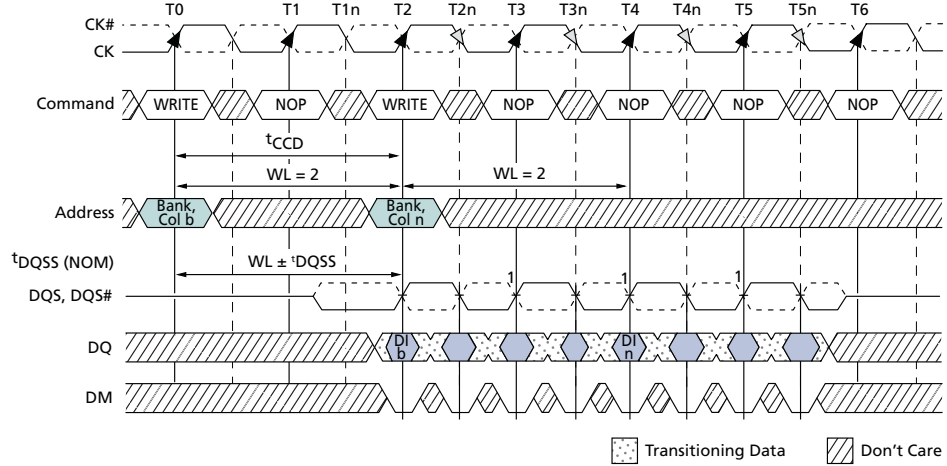 T0 T1 T1n T2 T2n T3 T3n T4 T4n T5 T5n T6
CK#
CK
Command WRITE NOP WRITE NOP NOP NOP NOP
tCCD
WL = 2 WL = 2
Address Bank, Col b Bank, Col n
tDQSS (NOM)
WL ± tDQSS
1 1 1
DQS, DQS#
DQ DI b DI n
DM
Transitioning Data Don't Care